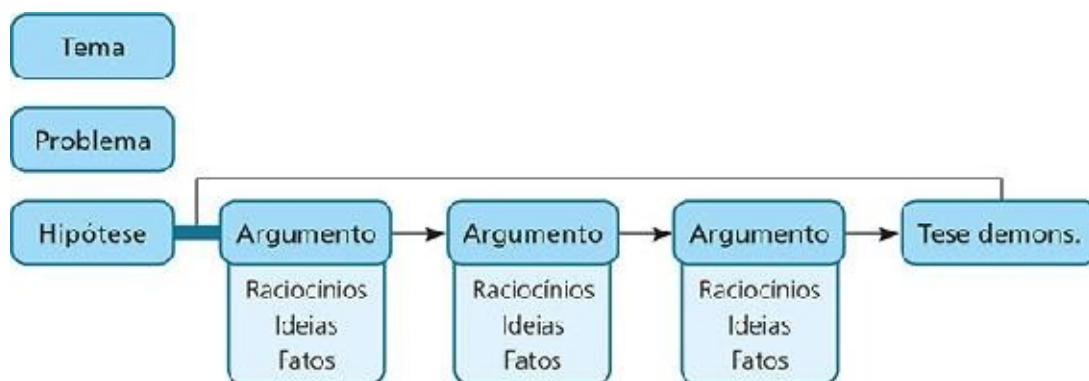 Tema
Problema
Hipótese
Argumento
Argumento
Argumento
Tese demons.
Raciocínios
Ideias
Fatos
Raciocínios
Ideias
Fatos
Raciocínios
Ideias
Fatos